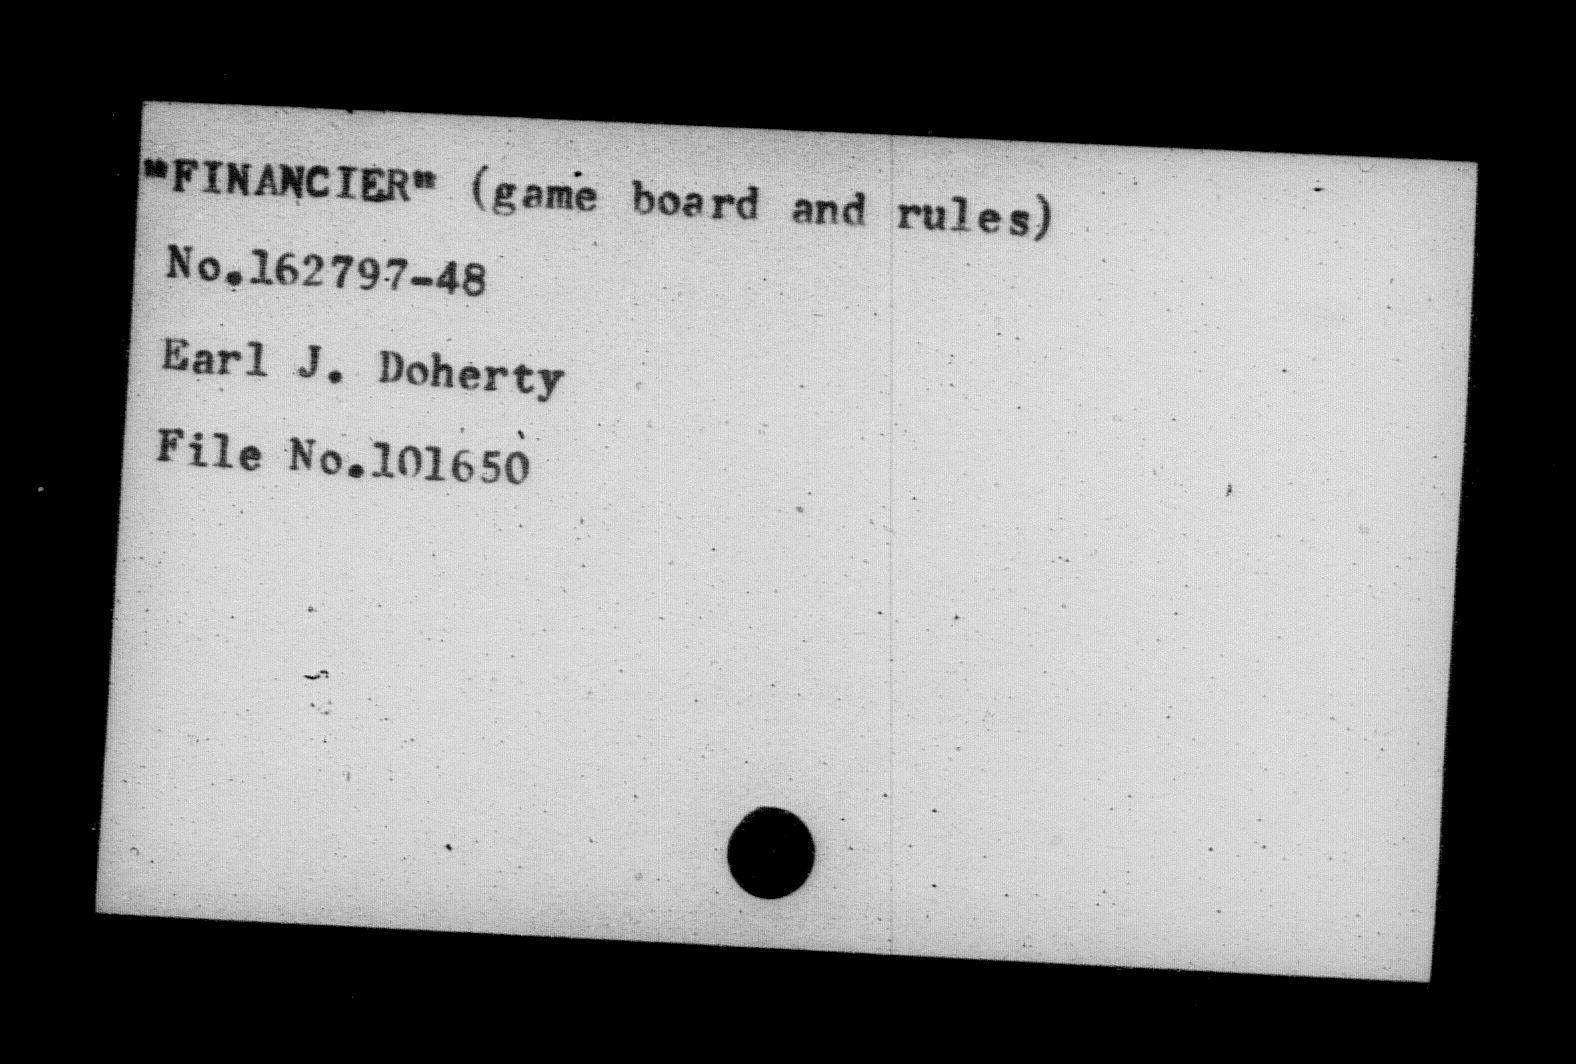 "FINANCIER" (game board and rules)
No.162797-48
Earl J. Doherty
File No.101650